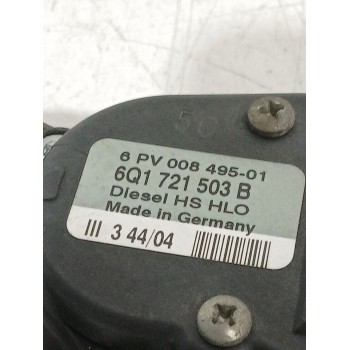 6 PV 008 495-01
6Q1 721 503 B
Diesel HS HLO
Made in Germany
III 3 44/04